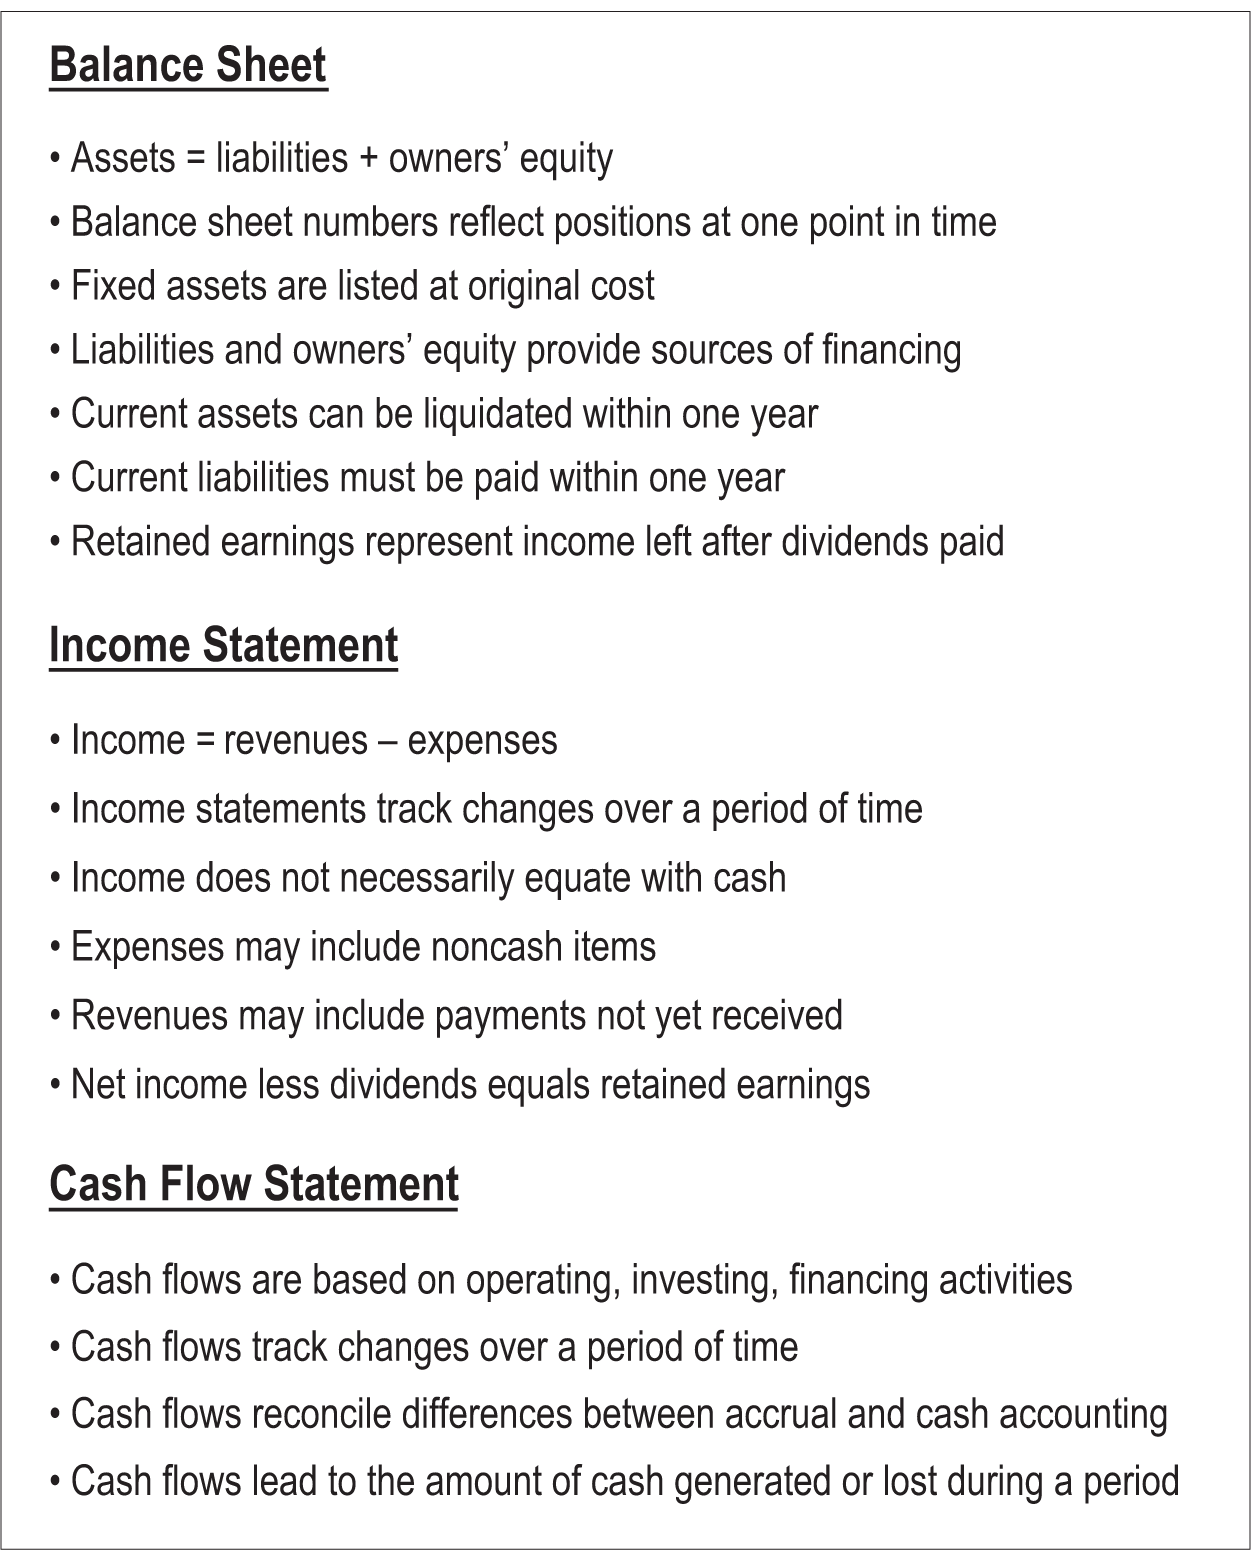 Balance Sheet
• Assets = liabilities + owners’ equity
• Balance sheet numbers reflect positions at one point in time
• Fixed assets are listed at original cost
• Liabilities and owners’ equity provide sources of financing
• Current assets can be liquidated within one year
• Current liabilities must be paid within one year
• Retained earnings represent income left after dividends paid
Income Statement
• Income = revenues – expenses
• Income statements track changes over a period of time
• Income does not necessarily equate with cash
• Expenses may include noncash items
• Revenues may include payments not yet received
• Net income less dividends equals retained earnings
Cash Flow Statement
• Cash flows are based on operating, investing, financing activities
• Cash flows track changes over a period of time
• Cash flows reconcile differences between accrual and cash accounting
• Cash flows lead to the amount of cash generated or lost during a period